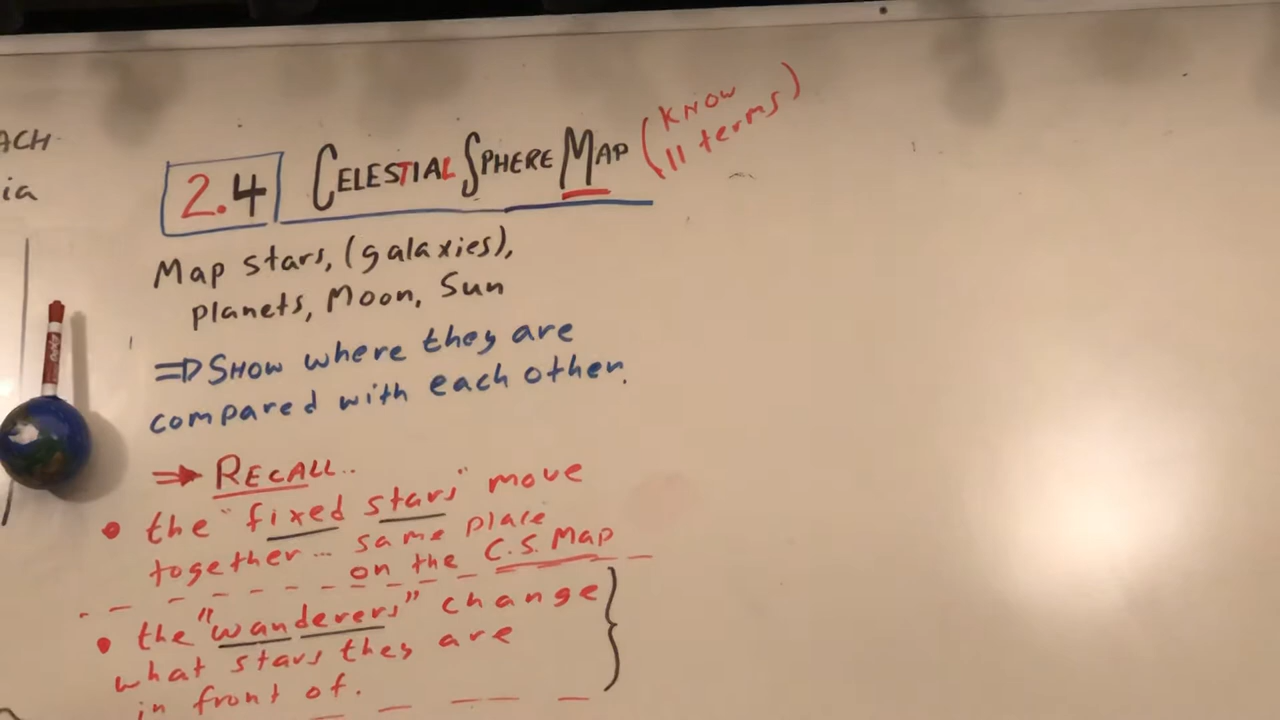 ACH
ia
2.4 CELESTIAL SPHERE MAP (KNOW
11 terms)
Map stars, (galaxies),
planets, Moon, Sun
⇒ SHOW where they are
compared with each other.
→ RECALL..
• the "fixed stars" move
together... same place
on the C.S. Map
• the "wanderers" change
what stars they are
in front of.